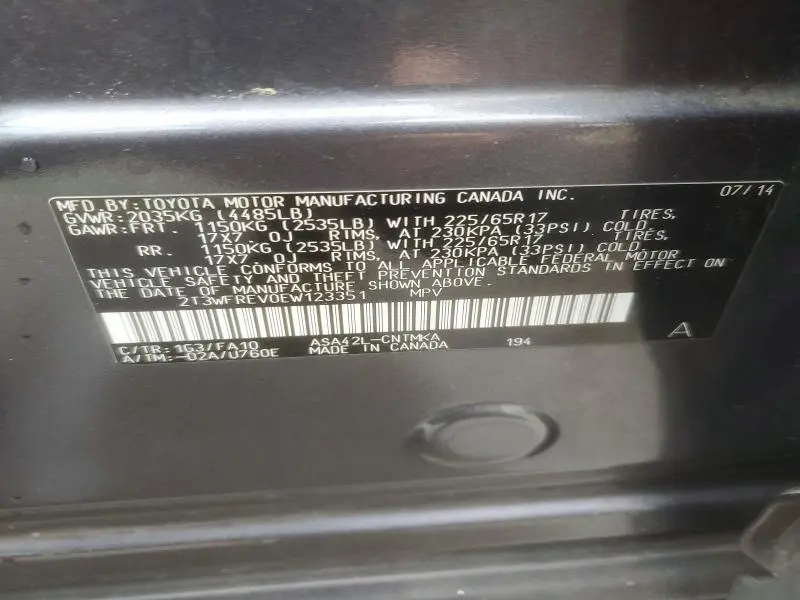 MFD. BY: TOYOTA MOTOR MANUFACTURING CANADA INC. 07/14
GVWR: 2035KG (4485LB)
GAWR: FRT. 1150KG (2535LB) WITH 225/65R17 TIRES,
17X7 0J RIMS, AT 230KPA (33PSI) COLD.
RR. 1150KG (2535LB) WITH 225/65R17 TIRES,
17X7 0J RIMS, AT 230KPA (33PSI) COLD
THIS VEHICLE CONFORMS TO ALL APPLICABLE FEDERAL MOTOR
VEHICLE SAFETY AND THEFT PREVENTION STANDARDS IN EFFECT ON
THE DATE OF MANUFACTURE SHOWN ABOVE.
2T3WFREV0EW123351 MPV
C/TR: 1G3/FA10 ASA42L-CNTMKA 194 A
A/TM: -02A/U760E MADE IN CANADA